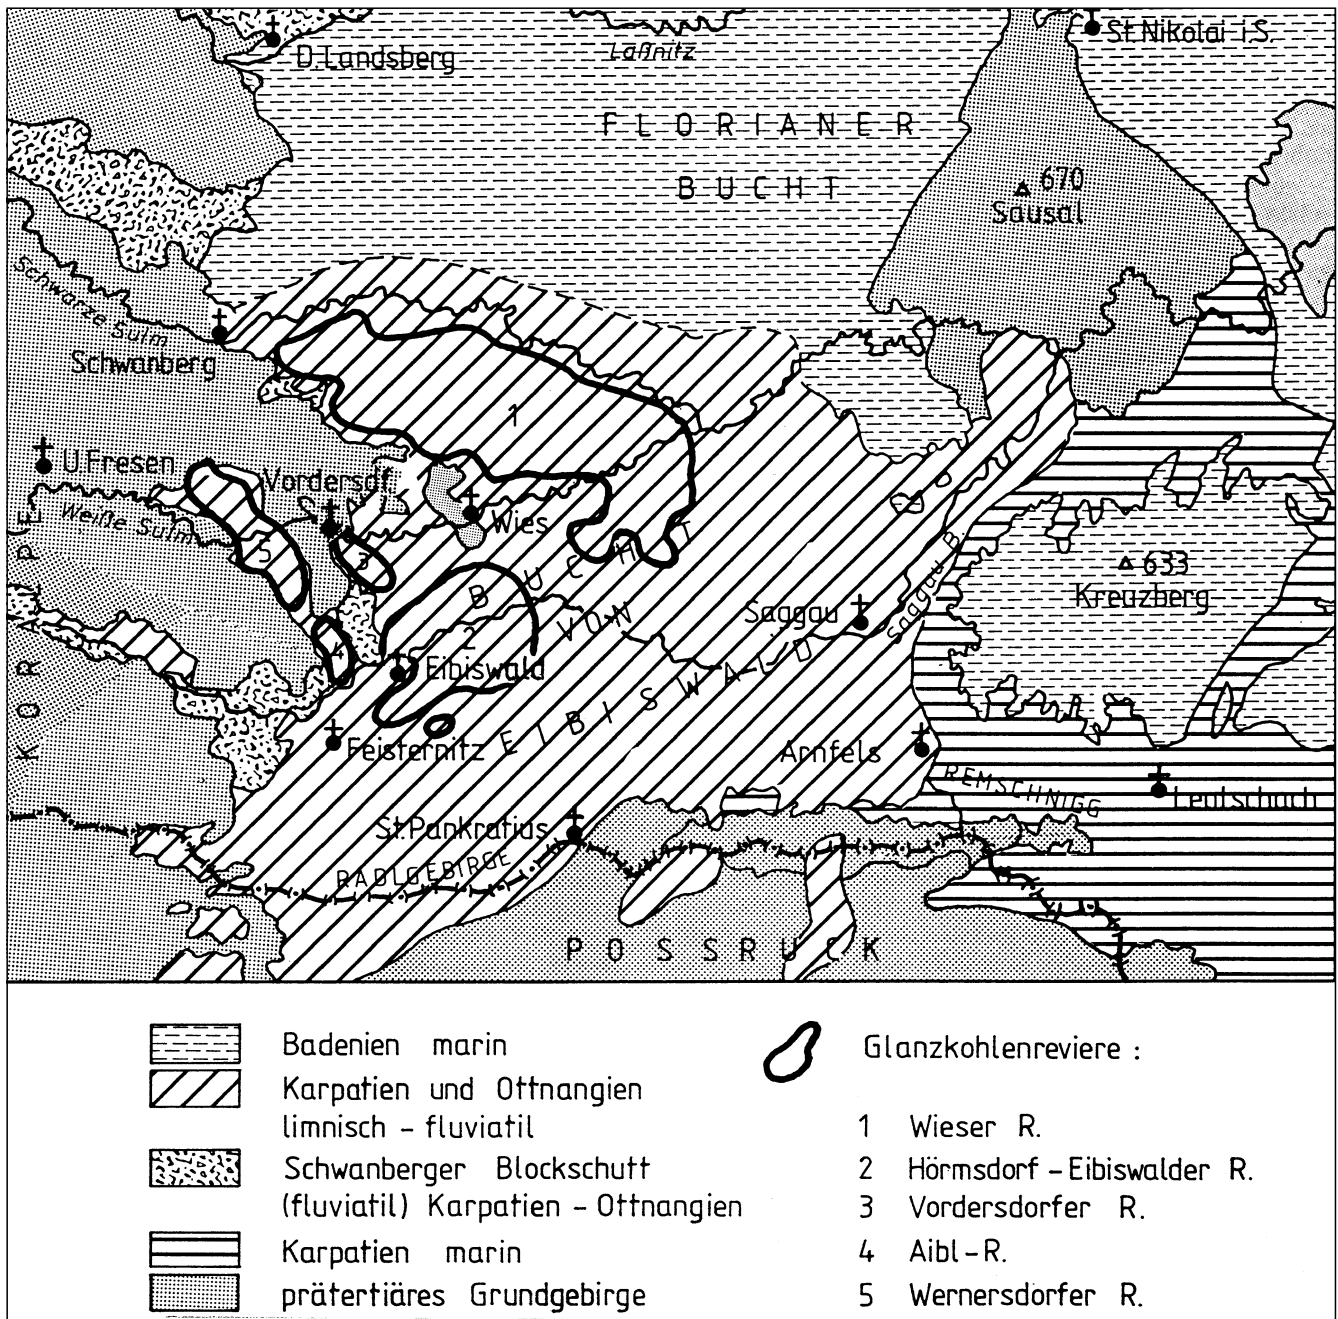 D.Landsberg
Laßnitz
St.Nikolai i.S.
FLORIANER
BUCHT
670
Sausal
Schwarze Sulm
Schwanberg
1
U.Fresen
Vordersdf.
Weiße Sulm
Wies
5
3
BUCHT
633
Kreuzberg
Saggau
Saggau B.
VON
2
4
Eibiswald
EIBISWALD
KORALPE
Feisternitz
Arnfels
REMSCHNIGG
Leutschach
St.Pankratius
RADLGEBIRGE
POSSRUCK
Badenien marin
Karpatien und Ottnangien
limnisch - fluviatil
Schwanberger Blockschutt
(fluviatil) Karpatien - Ottnangien
Karpatien marin
prätertiäres Grundgebirge
Glanzkohlenreviere :
1 Wieser R.
2 Hörmsdorf - Eibiswalder R.
3 Vordersdorfer R.
4 Aibl - R.
5 Wernersdorfer R.